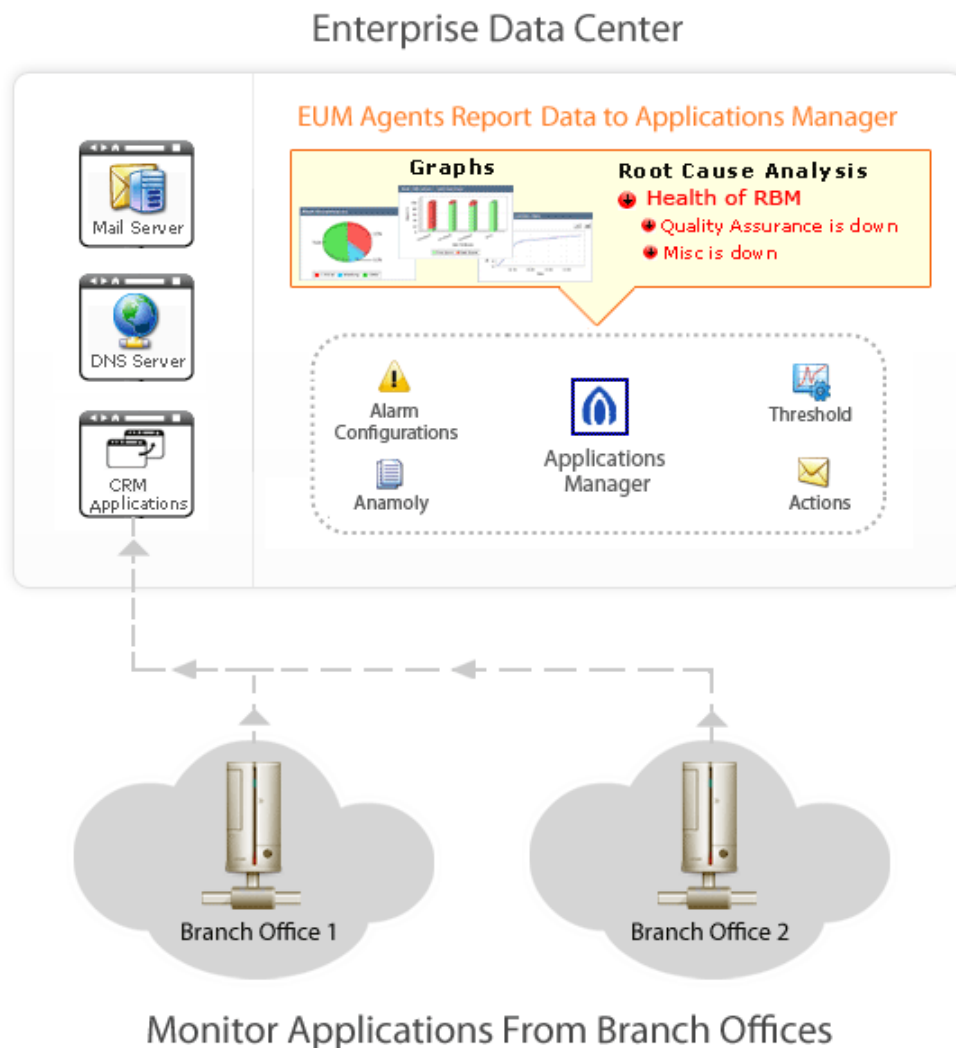 Enterprise Data Center
Mail Server
DNS Server
CRM
Applications
EUM Agents Report Data to Applications Manager
Graphs
Root Cause Analysis
Health of RBM
Quality Assurance is down
Misc is down
Alarm
Configurations
Anamoly
Applications
Manager
Threshold
Actions
Branch Office 1
Branch Office 2
Monitor Applications From Branch Offices